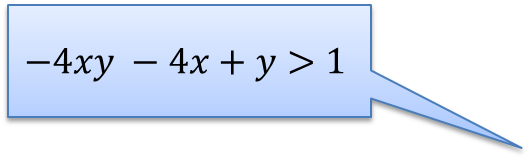 −4xy − 4x + y > 1